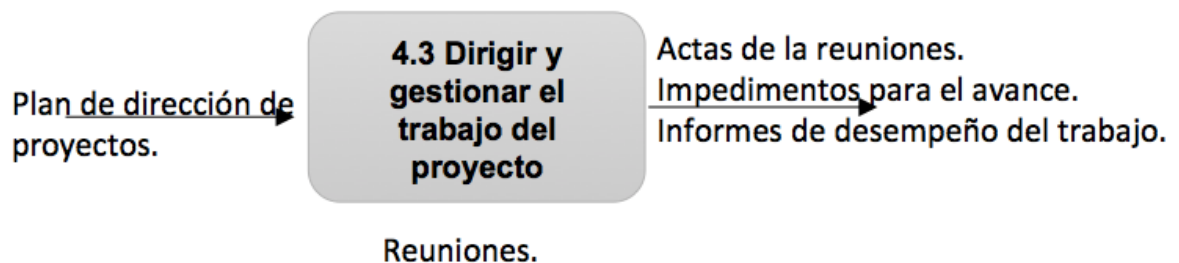 Plan de dirección de
proyectos.
4.3 Dirigir y
gestionar el
trabajo del
proyecto
Actas de la reuniones.
Impedimentos para el avance.
Informes de desempeño del trabajo.
Reuniones.